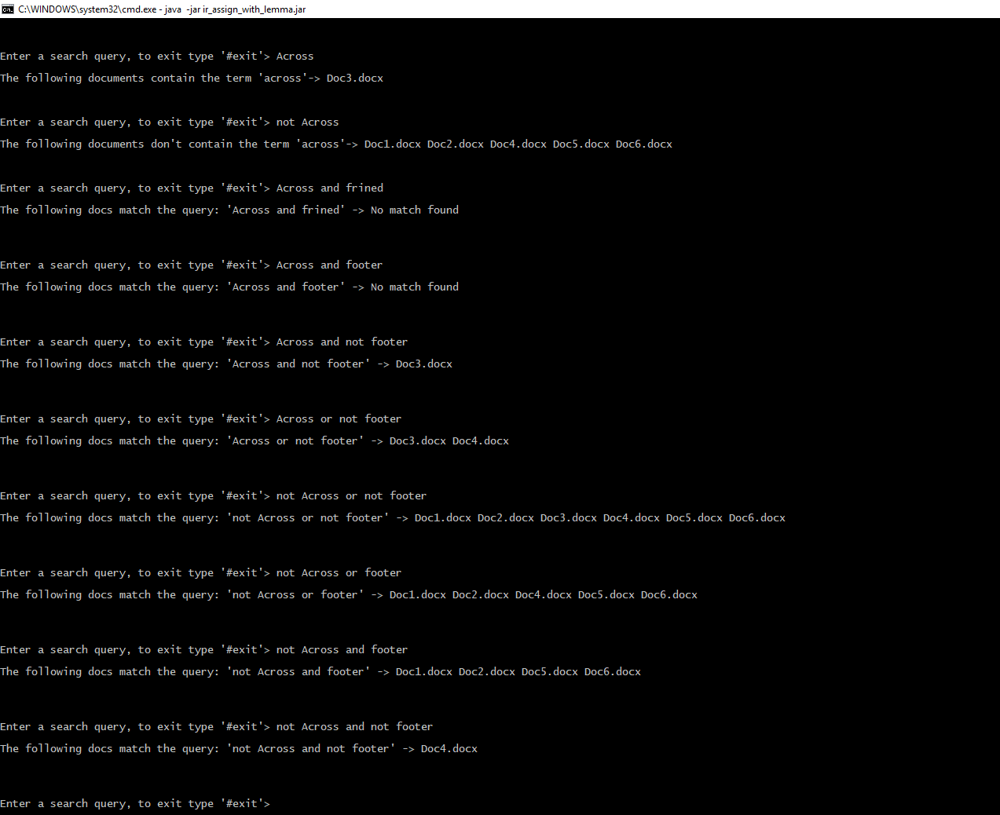 C:\WINDOWS\system32\cmd.exe - java  -jar ir_assign_with_lemma.jar
Enter a search query, to exit type '#exit'> Across
The following documents contain the term 'across'-> Doc3.docx
Enter a search query, to exit type '#exit'> not Across
The following documents don't contain the term 'across'-> Doc1.docx Doc2.docx Doc4.docx Doc5.docx Doc6.docx
Enter a search query, to exit type '#exit'> Across and frined
The following docs match the query: 'Across and frined' -> No match found
Enter a search query, to exit type '#exit'> Across and footer
The following docs match the query: 'Across and footer' -> No match found
Enter a search query, to exit type '#exit'> Across and not footer
The following docs match the query: 'Across and not footer' -> Doc3.docx
Enter a search query, to exit type '#exit'> Across or not footer
The following docs match the query: 'Across or not footer' -> Doc3.docx Doc4.docx
Enter a search query, to exit type '#exit'> not Across or not footer
The following docs match the query: 'not Across or not footer' -> Doc1.docx Doc2.docx Doc3.docx Doc4.docx Doc5.docx Doc6.docx
Enter a search query, to exit type '#exit'> not Across or footer
The following docs match the query: 'not Across or footer' -> Doc1.docx Doc2.docx Doc4.docx Doc5.docx Doc6.docx
Enter a search query, to exit type '#exit'> not Across and footer
The following docs match the query: 'not Across and footer' -> Doc1.docx Doc2.docx Doc5.docx Doc6.docx
Enter a search query, to exit type '#exit'> not Across and not footer
The following docs match the query: 'not Across and not footer' -> Doc4.docx
Enter a search query, to exit type '#exit'>